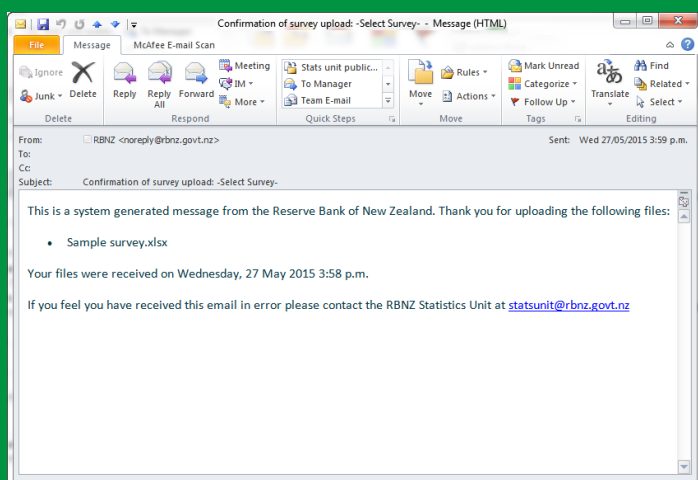 Confirmation of survey upload: -Select Survey- - Message (HTML)
File Message McAfee E-mail Scan
Ignore
Junk
Delete
Reply
Reply All
Forward
Meeting
IM
More
Stats unit public...
To Manager
Team E-mail
Move
Rules
Actions
Mark Unread
Categorize
Follow Up
Translate
Find
Related
Select
Delete Respond Quick Steps Move Tags Editing
From: RBNZ <noreply@rbnz.govt.nz> Sent: Wed 27/05/2015 3:59 p.m.
To:
Cc:
Subject: Confirmation of survey upload: -Select Survey-
This is a system generated message from the Reserve Bank of New Zealand. Thank you for uploading the following files:
• Sample survey.xlsx
Your files were received on Wednesday, 27 May 2015 3:58 p.m.
If you feel you have received this email in error please contact the RBNZ Statistics Unit at statsunit@rbnz.govt.nz